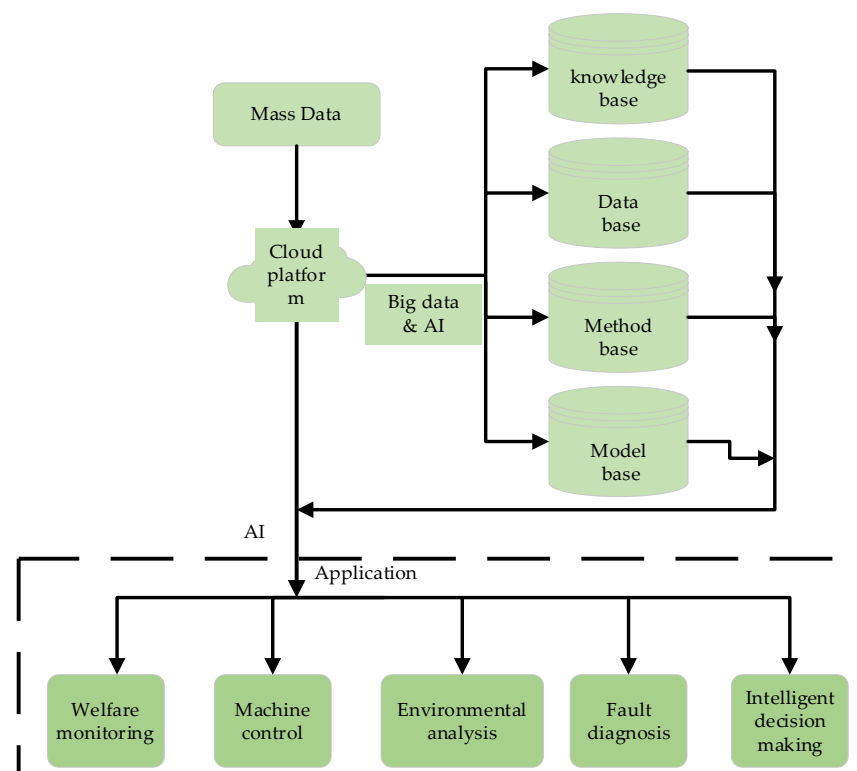 knowledge
base
Mass Data
Data
base
Cloud
platfor
m
Big data
& AI
Method
base
Model
base
AI
Application
Welfare
monitoring
Machine
control
Environmental
analysis
Fault
diagnosis
Intelligent
decision
making